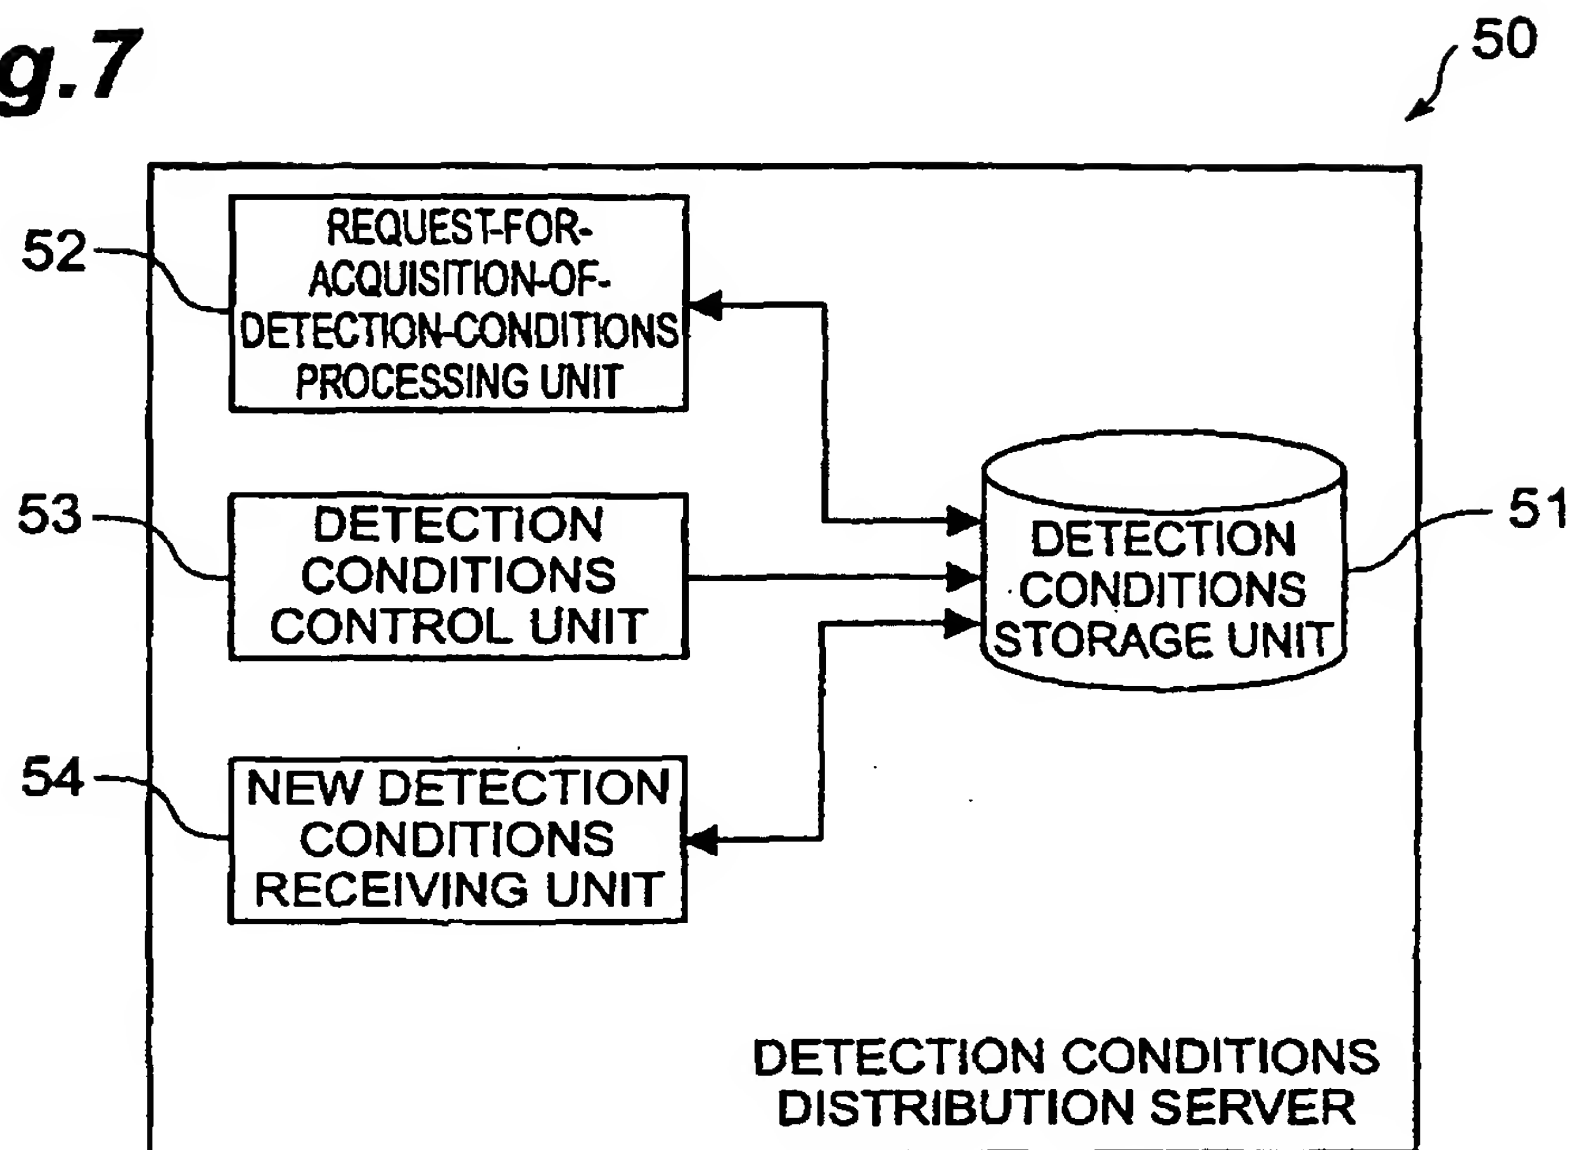 g.7
50
52
REQUEST-FOR-
ACQUISITION-OF-
DETECTION-CONDITIONS
PROCESSING UNIT
53
DETECTION
CONDITIONS
CONTROL UNIT
DETECTION
CONDITIONS
STORAGE UNIT
51
54
NEW DETECTION
CONDITIONS
RECEIVING UNIT
DETECTION CONDITIONS
DISTRIBUTION SERVER